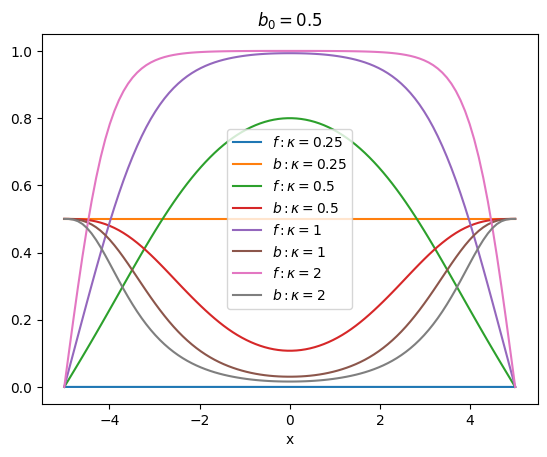 b₀ = 0.5
1.0
0.8
0.6
0.4
0.2
0.0
f : κ = 0.25
b : κ = 0.25
f : κ = 0.5
b : κ = 0.5
f : κ = 1
b : κ = 1
f : κ = 2
b : κ = 2
−4 −2 0 2 4
x